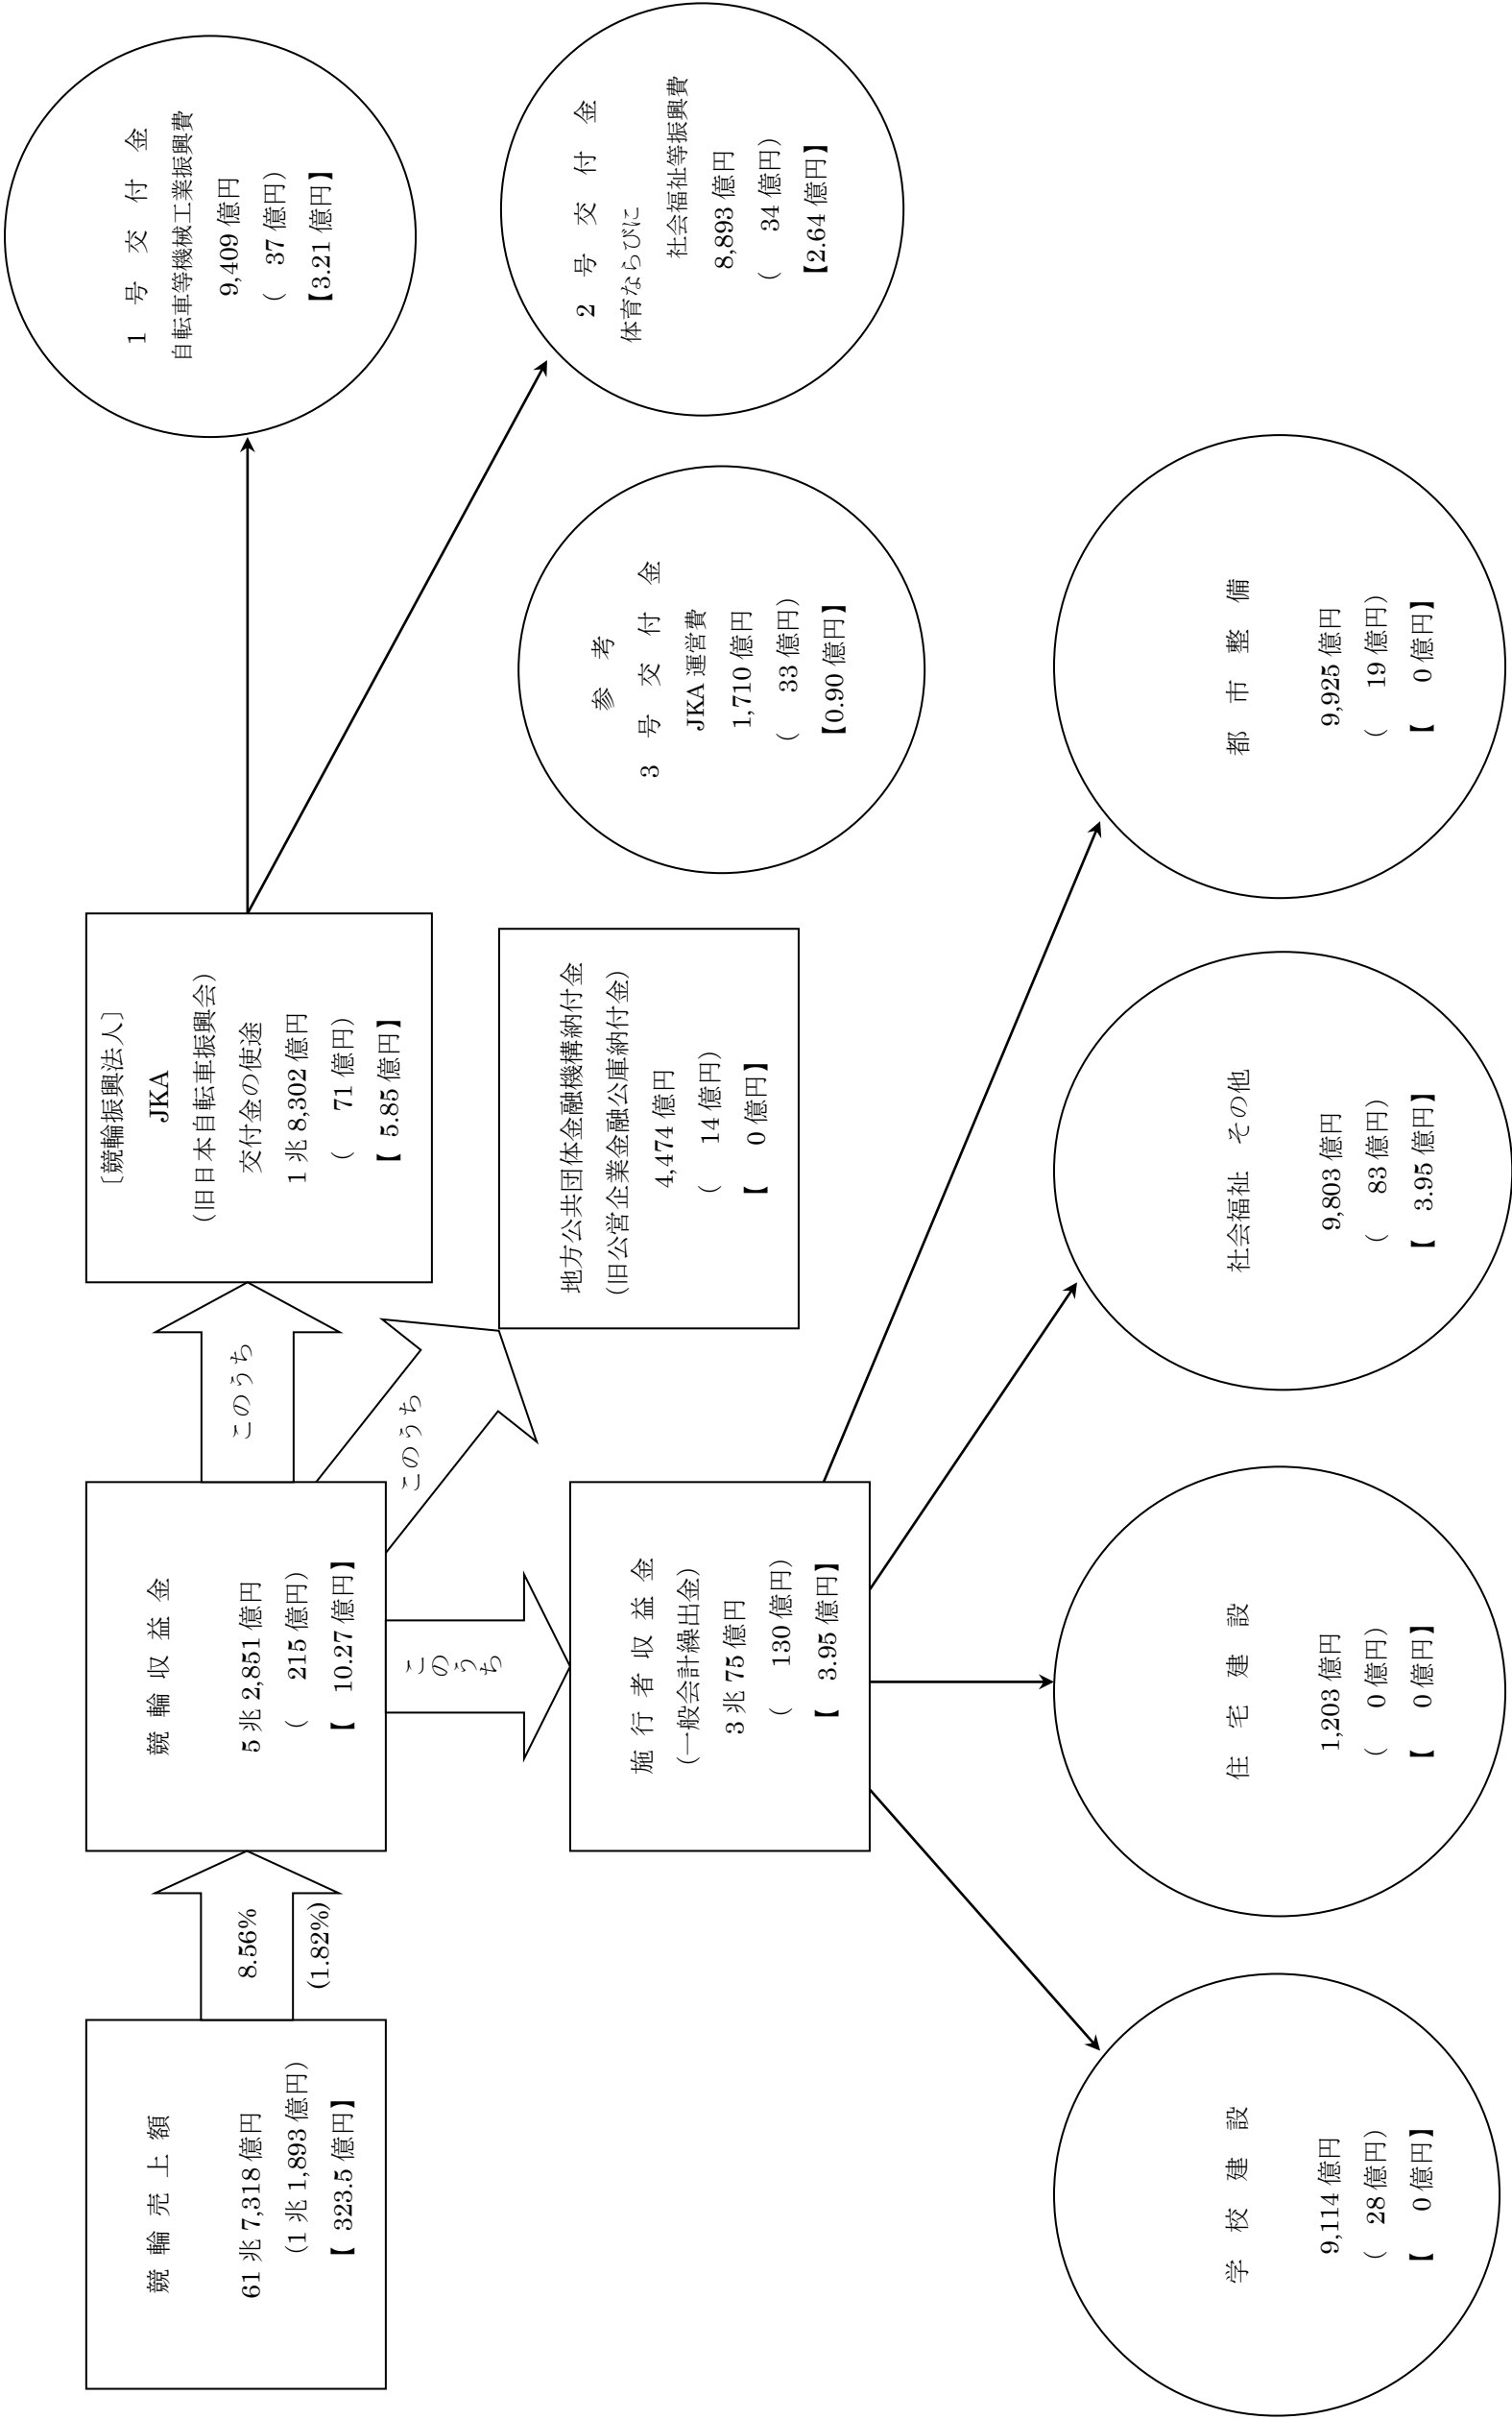 競輪売上額
61兆7,318億円
(1兆1,893億円)
【 323.5億円】
8.56%
(1.82%)
競輪収益金
5兆2,851億円
( 215億円)
【 10.27億円】
このうち
〔競輪振興法人〕
JKA
(旧日本自転車振興会)
交付金の使途
1兆8,302億円
( 71億円)
【 5.85億円】
1号交付金
自転車等機械工業振興費
9,409億円
( 37億円)
【3.21億円】
2号交付金
体育ならびに
社会福祉等振興費
8,893億円
( 34億円)
【2.64億円】
参考
3号交付金
JKA運営費
1,710億円
( 33億円)
【0.90億円】
このうち
地方公共団体金融機構納付金
(旧公営企業金融公庫納付金)
4,474億円
( 14億円)
【 0億円】
この
うち
施行者収益金
(一般会計繰出金)
3兆75億円
( 130億円)
【 3.95億円】
学校建設
9,114億円
( 28億円)
【 0億円】
住宅建設
1,203億円
( 0億円)
【 0億円】
社会福祉 その他
9,803億円
( 83億円)
【 3.95億円】
都市整備
9,925億円
( 19億円)
【 0億円】